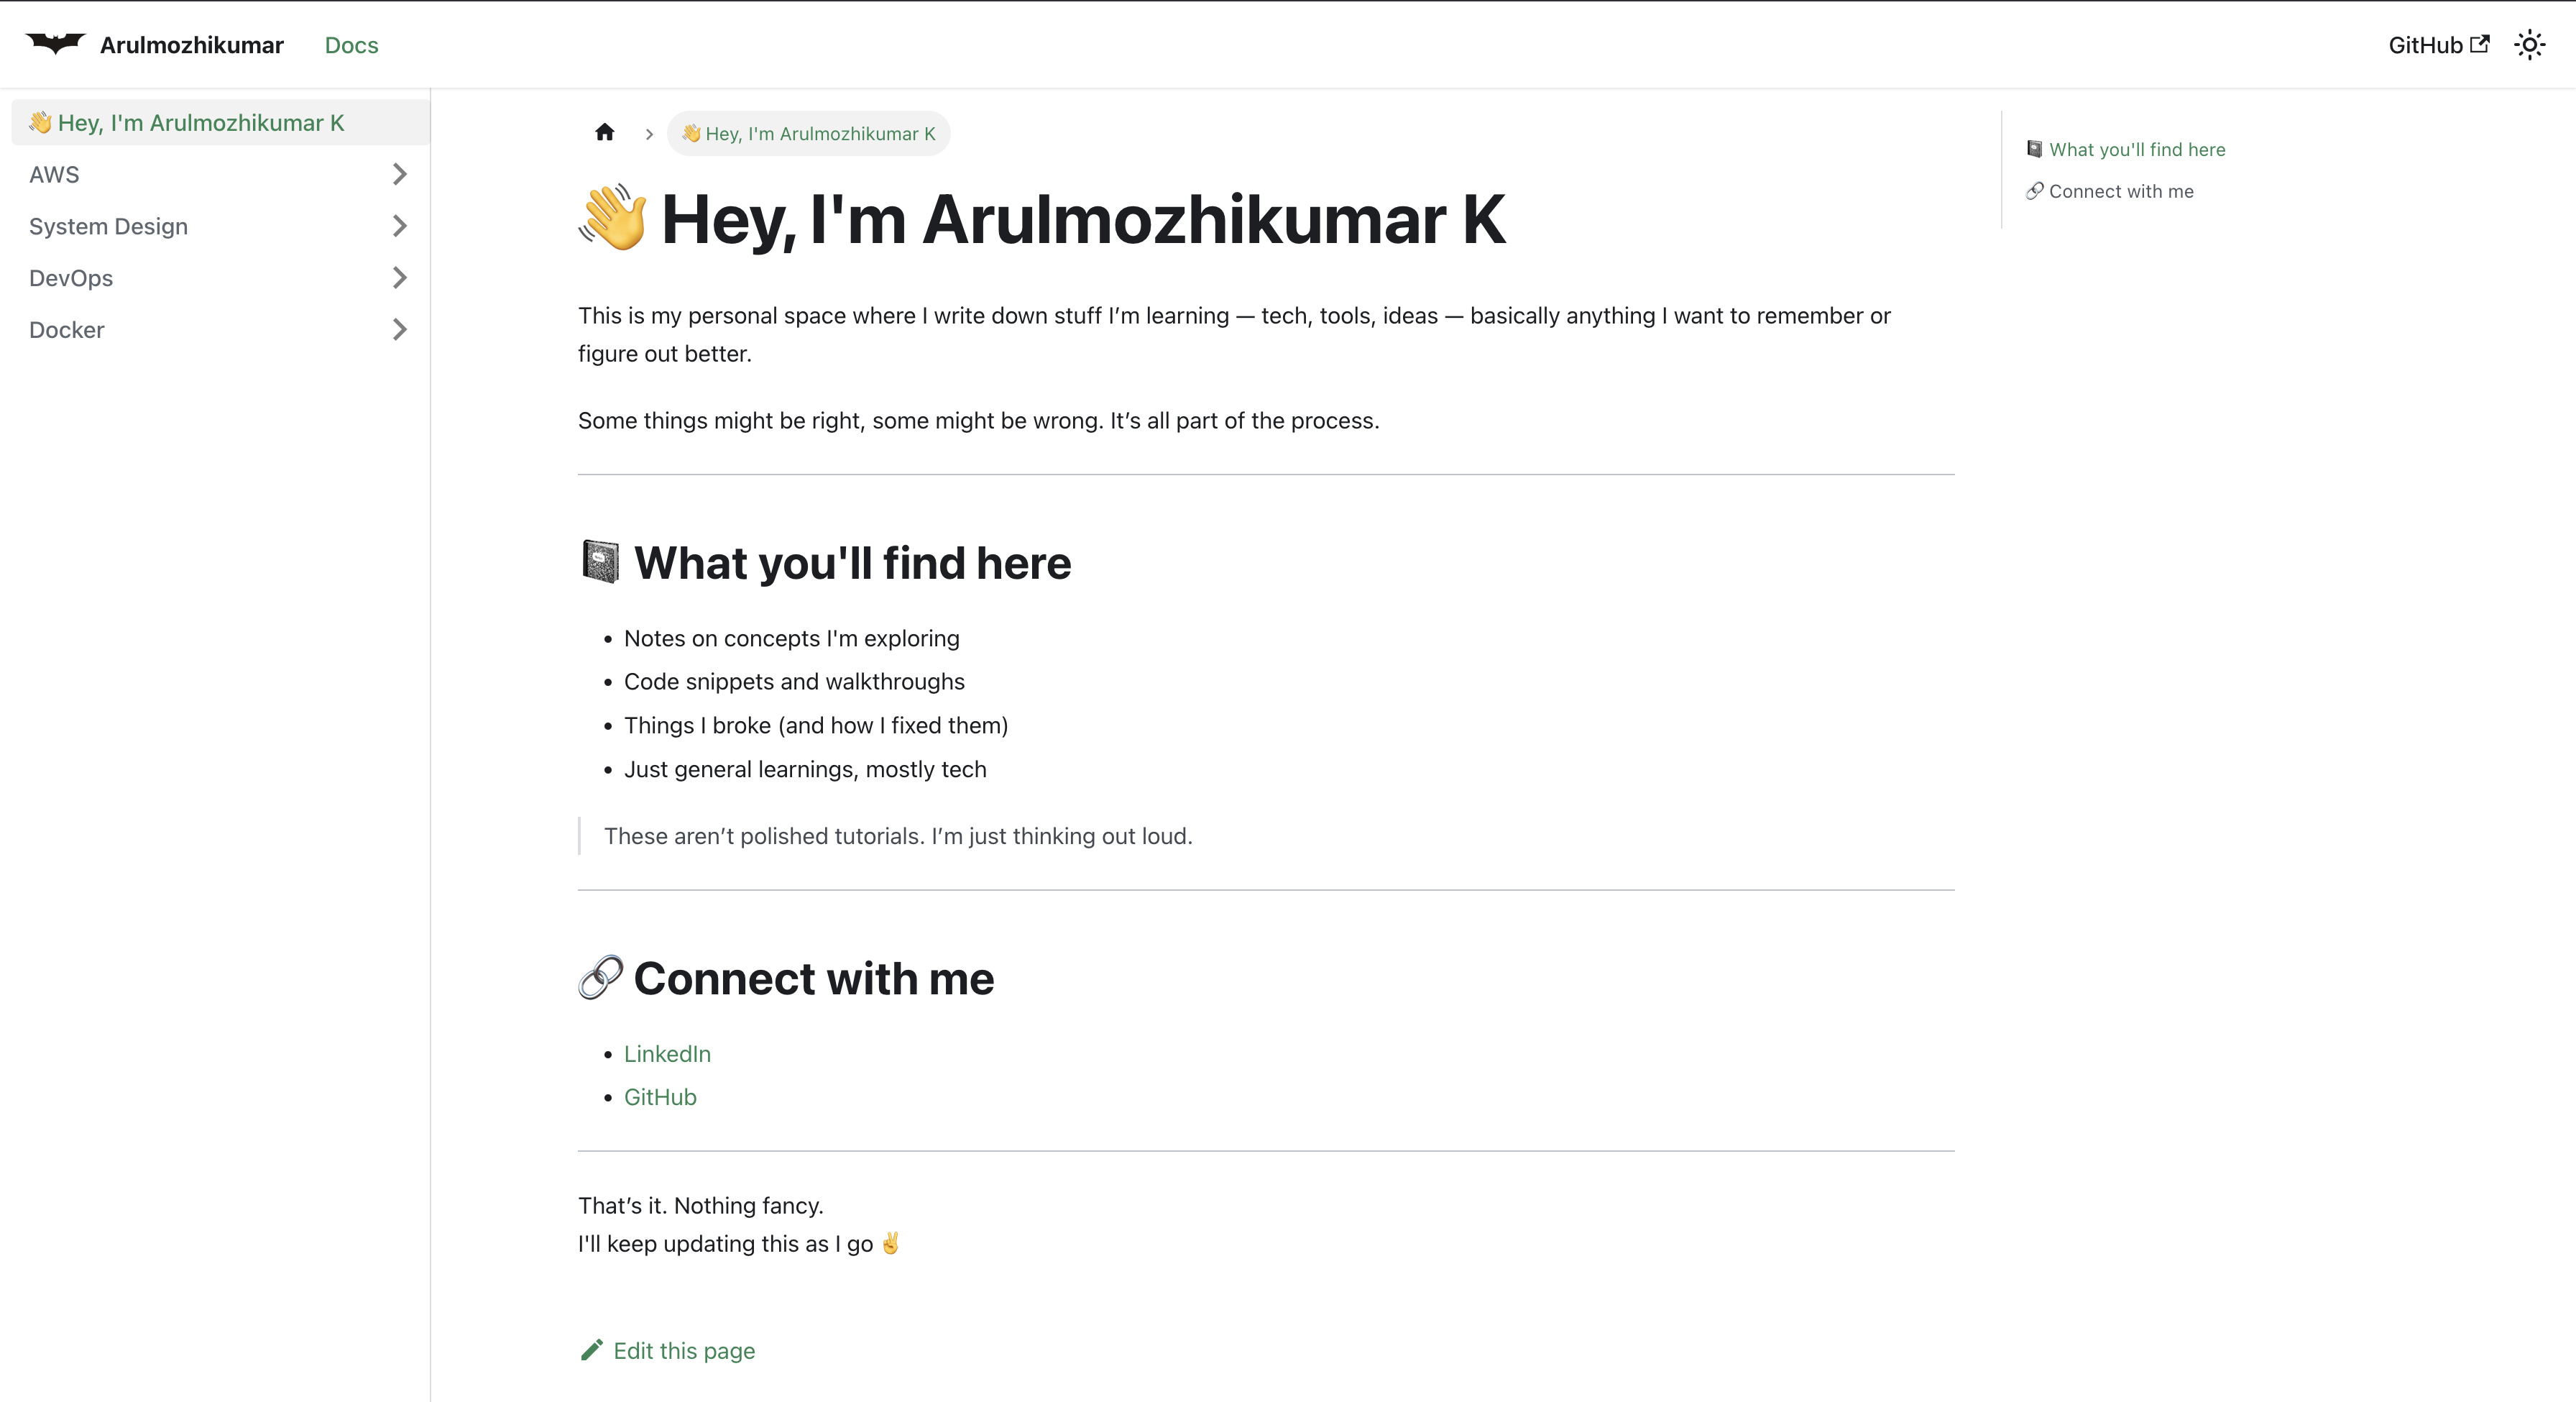 Arulmozhikumar
Docs
GitHub
👋 Hey, I'm Arulmozhikumar K
AWS
System Design
DevOps
Docker
👋 Hey, I'm Arulmozhikumar K
👋 Hey, I'm Arulmozhikumar K
This is my personal space where I write down stuff I’m learning — tech, tools, ideas — basically anything I want to remember or
figure out better.
Some things might be right, some might be wrong. It’s all part of the process.
📓 What you'll find here
• Notes on concepts I'm exploring
• Code snippets and walkthroughs
• Things I broke (and how I fixed them)
• Just general learnings, mostly tech
These aren’t polished tutorials. I’m just thinking out loud.
🔗 Connect with me
• LinkedIn
• GitHub
That’s it. Nothing fancy.
I'll keep updating this as I go ✌️
Edit this page
📓 What you'll find here
🔗 Connect with me